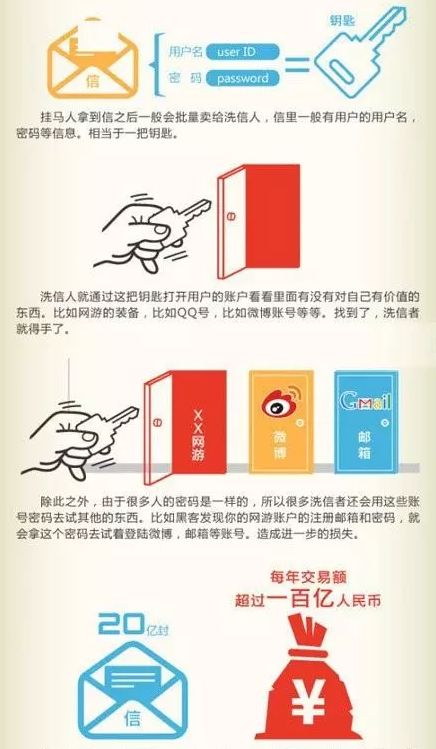 钥匙
信
用户名 user ID
密 码 password
挂马人拿到信之后一般会批量卖给洗信人，信里一般有用户的用户名，
密码等信息。相当于一把钥匙。
洗信人就通过这把钥匙打开用户的账户看看里面有没有对自己有价值的
东西。比如网游的装备，比如QQ号，比如微博账号等等。找到了，洗信者
就得手了。
XX网游
微博
Gmail
邮箱
除此之外，由于很多人的密码是一样的，所以很多洗信者还会用这些账
号密码去试其他的东西。比如黑客发现你的网游账户的注册邮箱和密码，就
会拿这个密码去试着登陆微博，邮箱等账号。造成进一步的损失。
20亿封
信
每年交易额
超过一百亿人民币
¥